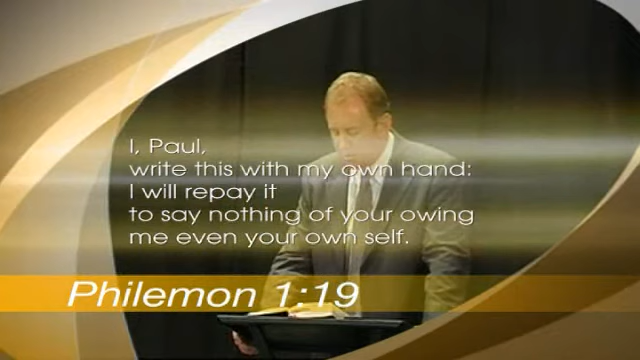 I, Paul,
write this with my own hand:
I will repay it
to say nothing of your owing
me even your own self.
Philemon 1:19